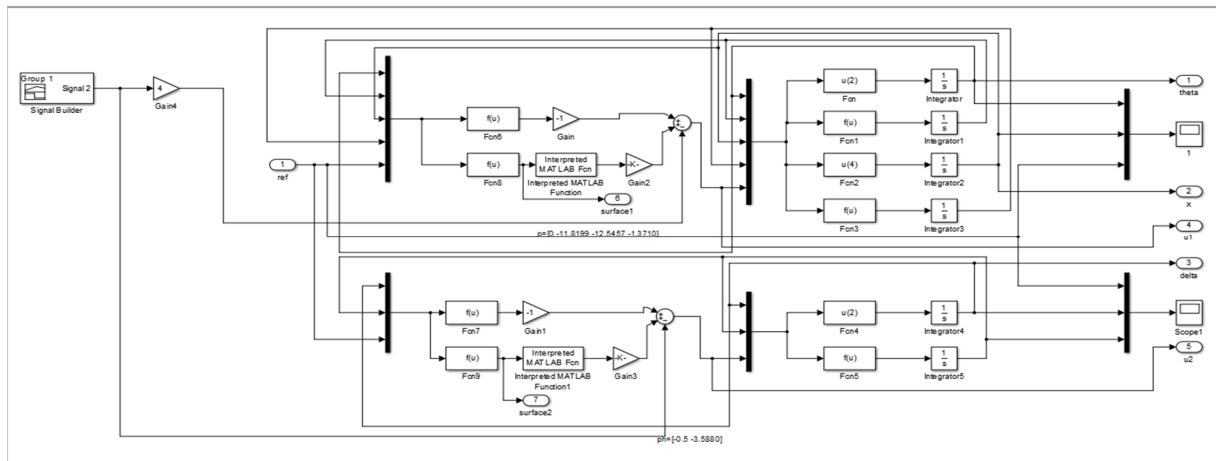 Group 1
Signal 2
Signal Builder
4
Gain4
1
ref
f(u)
Fcn6
-1
Gain
f(u)
Fcn8
Interpreted
MATLAB Fcn
Interpreted MATLAB
Function
-K-
Gain2
6
surface1
p=[0 -11.8199 -12.5457 -1.3710]
u(2)
Fcn
1
s
Integrator
f(u)
Fcn1
1
s
Integrator1
u(4)
Fcn2
1
s
Integrator2
f(u)
Fcn3
1
s
Integrator3
1
theta
1
2
x
4
u1
3
delta
f(u)
Fcn7
-1
Gain1
f(u)
Fcn9
Interpreted
MATLAB Fcn
Interpreted MATLAB
Function1
-K-
Gain3
7
surface2
ph=[-0.5 -3.5880]
u(2)
Fcn4
1
s
Integrator4
f(u)
Fcn5
1
s
Integrator5
Scope1
5
u2